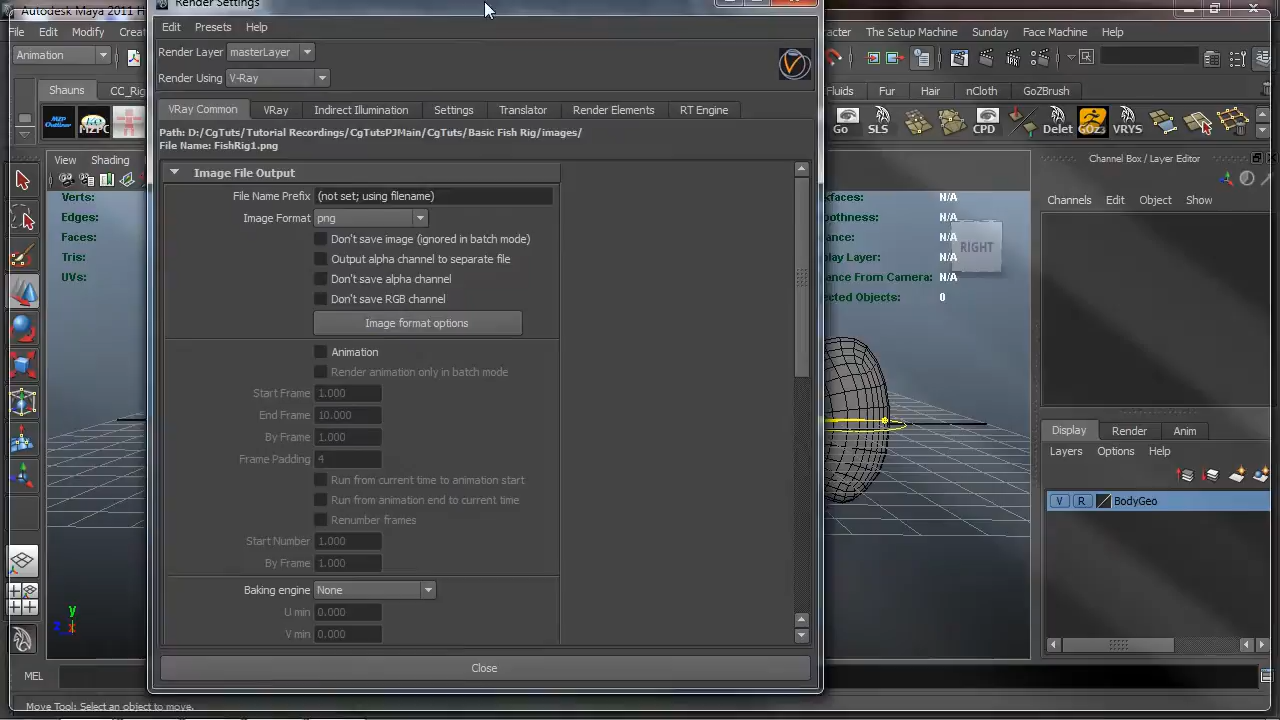 Autodesk Maya 2011 H
Render Settings
Edit Presets Help
File Edit Modify Crea
acter The Setup Machine Sunday Face Machine Help
Render Layer masterLayer
Animation
Render Using V-Ray
Shauns CC_Rig
Fluids Fur Hair nCloth GoZBrush
VRay Common VRay Indirect Illumination Settings Translator Render Elements RT Engine
MZP Outliner MZPC
Go SLS CPD Delet GOz3 VRYS
Path: D:/CgTuts/Tutorial Recordings/CgTutsPJMain/CgTuts/Basic Fish Rig/images/
File Name: FishRig1.png
View Shading
Channel Box / Layer Editor
Image File Output
Verts:
Edges:
Faces:
Tris:
UVs:
File Name Prefix (not set; using filename)
Image Format png
Don't save image (ignored in batch mode)
Output alpha channel to separate file
Don't save alpha channel
Don't save RGB channel
Image format options
Animation
Render animation only in batch mode
Start Frame 1.000
End Frame 10.000
By Frame 1.000
Frame Padding 4
Run from current time to animation start
Run from animation end to current time
Renumber frames
Start Number 1.000
By Frame 1.000
Baking engine None
U min 0.000
V min 0.000
Close
rfaces: N/A
oothness: N/A
ance: N/A
play Layer: N/A
ance From Camera: N/A
ected Objects: 0
RIGHT
Channels Edit Object Show
Display Render Anim
Layers Options Help
V R BodyGeo
y
z x
MEL
Move Tool: Select an object to move.